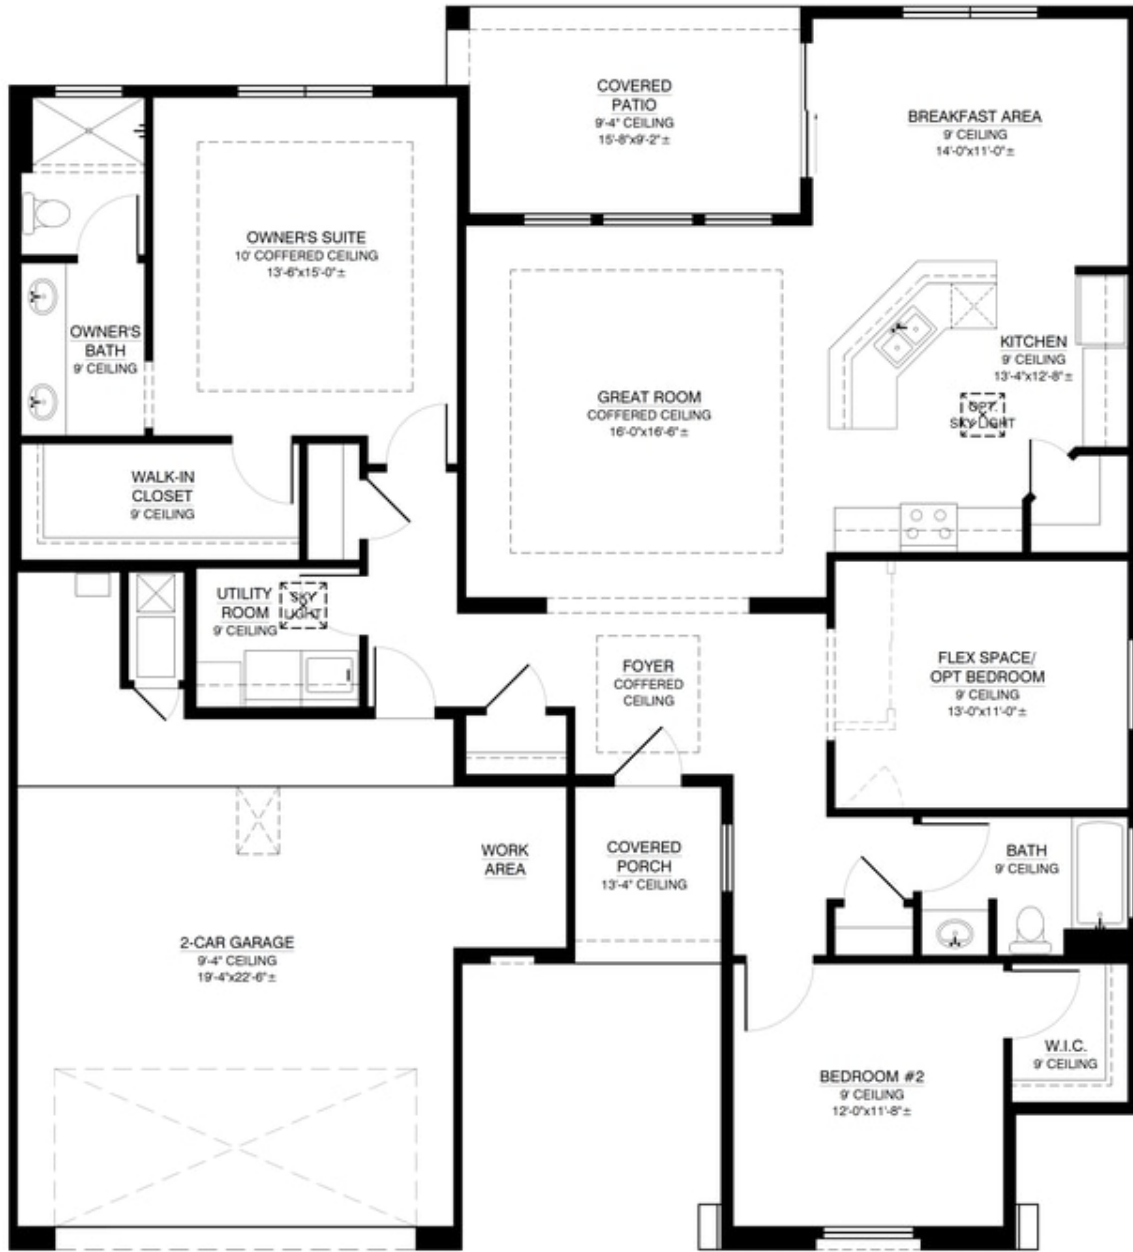 COVERED
PATIO
9'-4" CEILING
15'-8"x9'-2"±
BREAKFAST AREA
9' CEILING
14'-0"x11'-0"±
OWNER'S SUITE
10' COFFERED CEILING
13'-6"x15'-0"±
OWNER'S
BATH
9' CEILING
KITCHEN
9' CEILING
13'-4"x12'-8"±
OPT.
SKYLIGHT
GREAT ROOM
COFFERED CEILING
16'-0"x16'-6"±
WALK-IN
CLOSET
9' CEILING
UTILITY
ROOM
9' CEILING
SKY
LIGHT
FOYER
COFFERED
CEILING
FLEX SPACE/
OPT BEDROOM
9' CEILING
13'-0"x11'-0"±
WORK
AREA
COVERED
PORCH
13'-4" CEILING
BATH
9' CEILING
2-CAR GARAGE
9'-4" CEILING
19'-4"x22'-6"±
W.I.C.
9' CEILING
BEDROOM #2
9' CEILING
12'-0"x11'-8"±